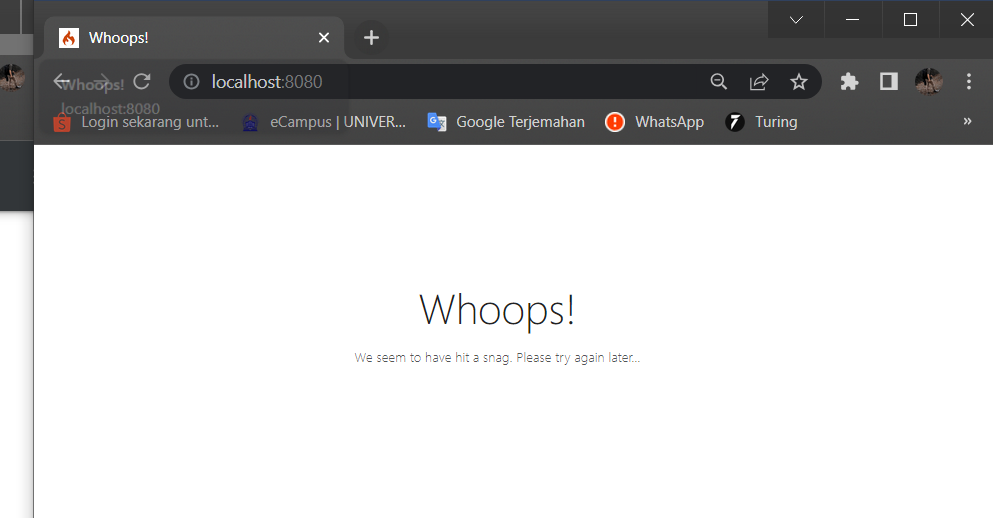 Whoops!
localhost:8080
Whoops!
localhost:8080
Login sekarang unt...
eCampus | UNIVER...
Google Terjemahan
WhatsApp
Turing
»
Whoops!
We seem to have hit a snag. Please try again later...